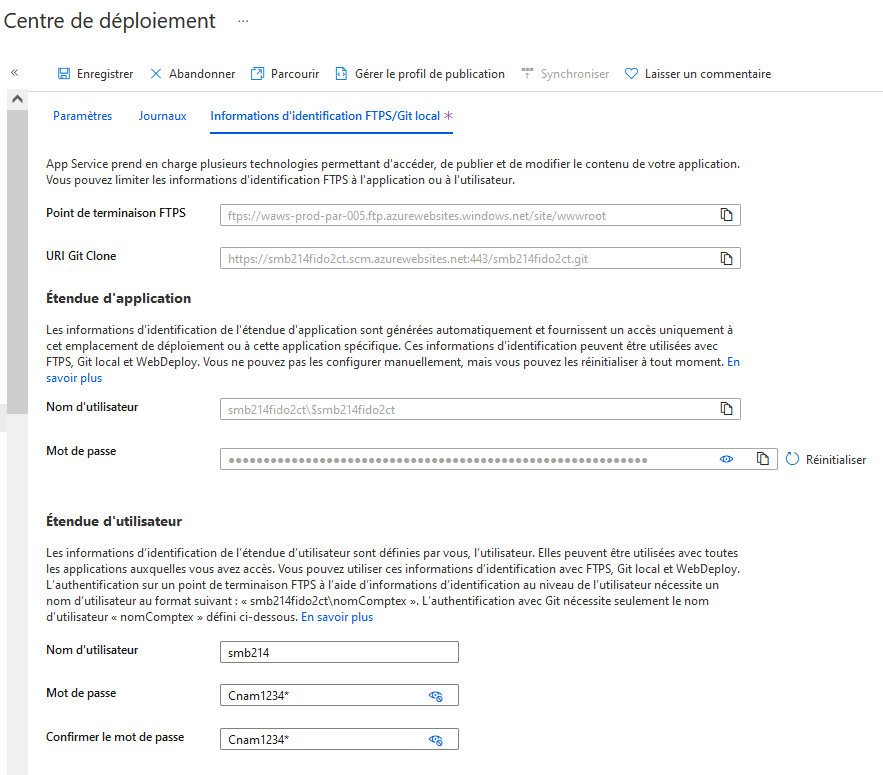 Centre de déploiement ...
« Enregistrer Abandonner Parcourir Gérer le profil de publication Synchroniser Laisser un commentaire
Paramètres Journaux Informations d'identification FTPS/Git local *
App Service prend en charge plusieurs technologies permettant d'accéder, de publier et de modifier le contenu de votre application.
Vous pouvez limiter les informations d'identification FTPS à l'application ou à l'utilisateur.
Point de terminaison FTPS ftps://waws-prod-par-005.ftp.azurewebsites.windows.net/site/wwwroot
URI Git Clone https://smb214fido2ct.scm.azurewebsites.net:443/smb214fido2ct.git
Étendue d'application
Les informations d'identification de l'étendue d'application sont générées automatiquement et fournissent un accès uniquement à
cet emplacement de déploiement ou à cette application spécifique. Ces informations d'identification peuvent être utilisées avec
FTPS, Git local et WebDeploy. Vous ne pouvez pas les configurer manuellement, mais vous pouvez les réinitialiser à tout moment. En
savoir plus
Nom d'utilisateur smb214fido2ct\$smb214fido2ct
Mot de passe Réinitialiser
Étendue d'utilisateur
Les informations d'identification de l'étendue d'utilisateur sont définies par vous, l'utilisateur. Elles peuvent être utilisées avec toutes
les applications auxquelles vous avez accès. Vous pouvez utiliser ces informations d'identification avec FTPS, Git local et WebDeploy.
L'authentification sur un point de terminaison FTPS à l'aide d'informations d'identification au niveau de l'utilisateur nécessite un
nom d'utilisateur au format suivant : « smb214fido2ct\nomComptex ». L'authentification avec Git nécessite seulement le nom
d'utilisateur « nomComptex » défini ci-dessous. En savoir plus
Nom d'utilisateur smb214
Mot de passe Cnam1234*
Confirmer le mot de passe Cnam1234*